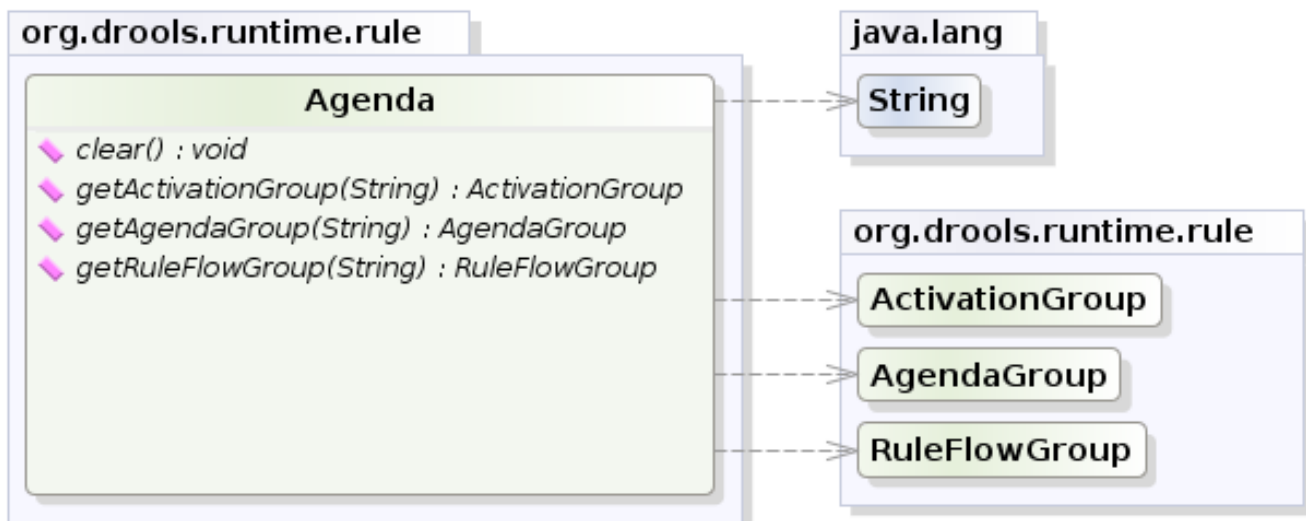 org.drools.runtime.rule
Agenda
clear() : void
getActivationGroup(String) : ActivationGroup
getAgendaGroup(String) : AgendaGroup
getRuleFlowGroup(String) : RuleFlowGroup
java.lang
String
org.drools.runtime.rule
ActivationGroup
AgendaGroup
RuleFlowGroup